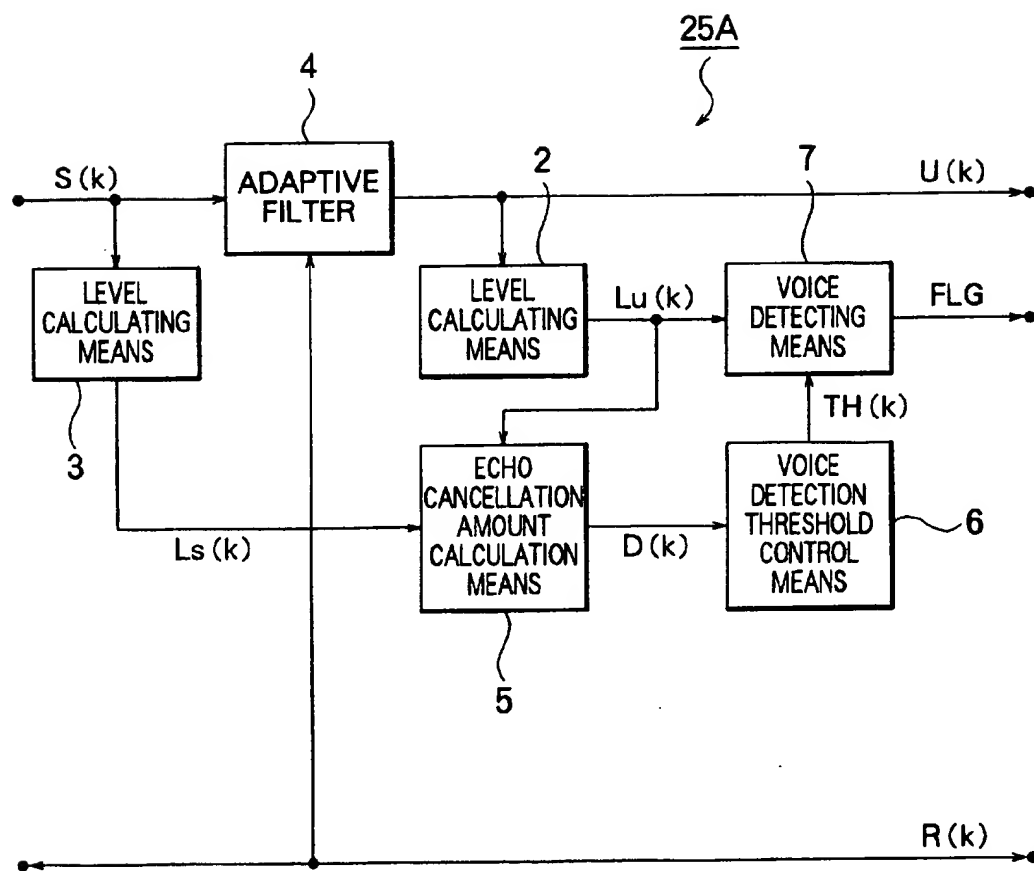 25A
4
S(k)
ADAPTIVE
FILTER
2
7
U(k)
LEVEL
CALCULATING
MEANS
LEVEL
CALCULATING
MEANS
Lu(k)
VOICE
DETECTING
MEANS
FLG
3
TH(k)
Ls(k)
ECHO
CANCELLATION
AMOUNT
CALCULATION
MEANS
D(k)
VOICE
DETECTION
THRESHOLD
CONTROL
MEANS
6
5
R(k)